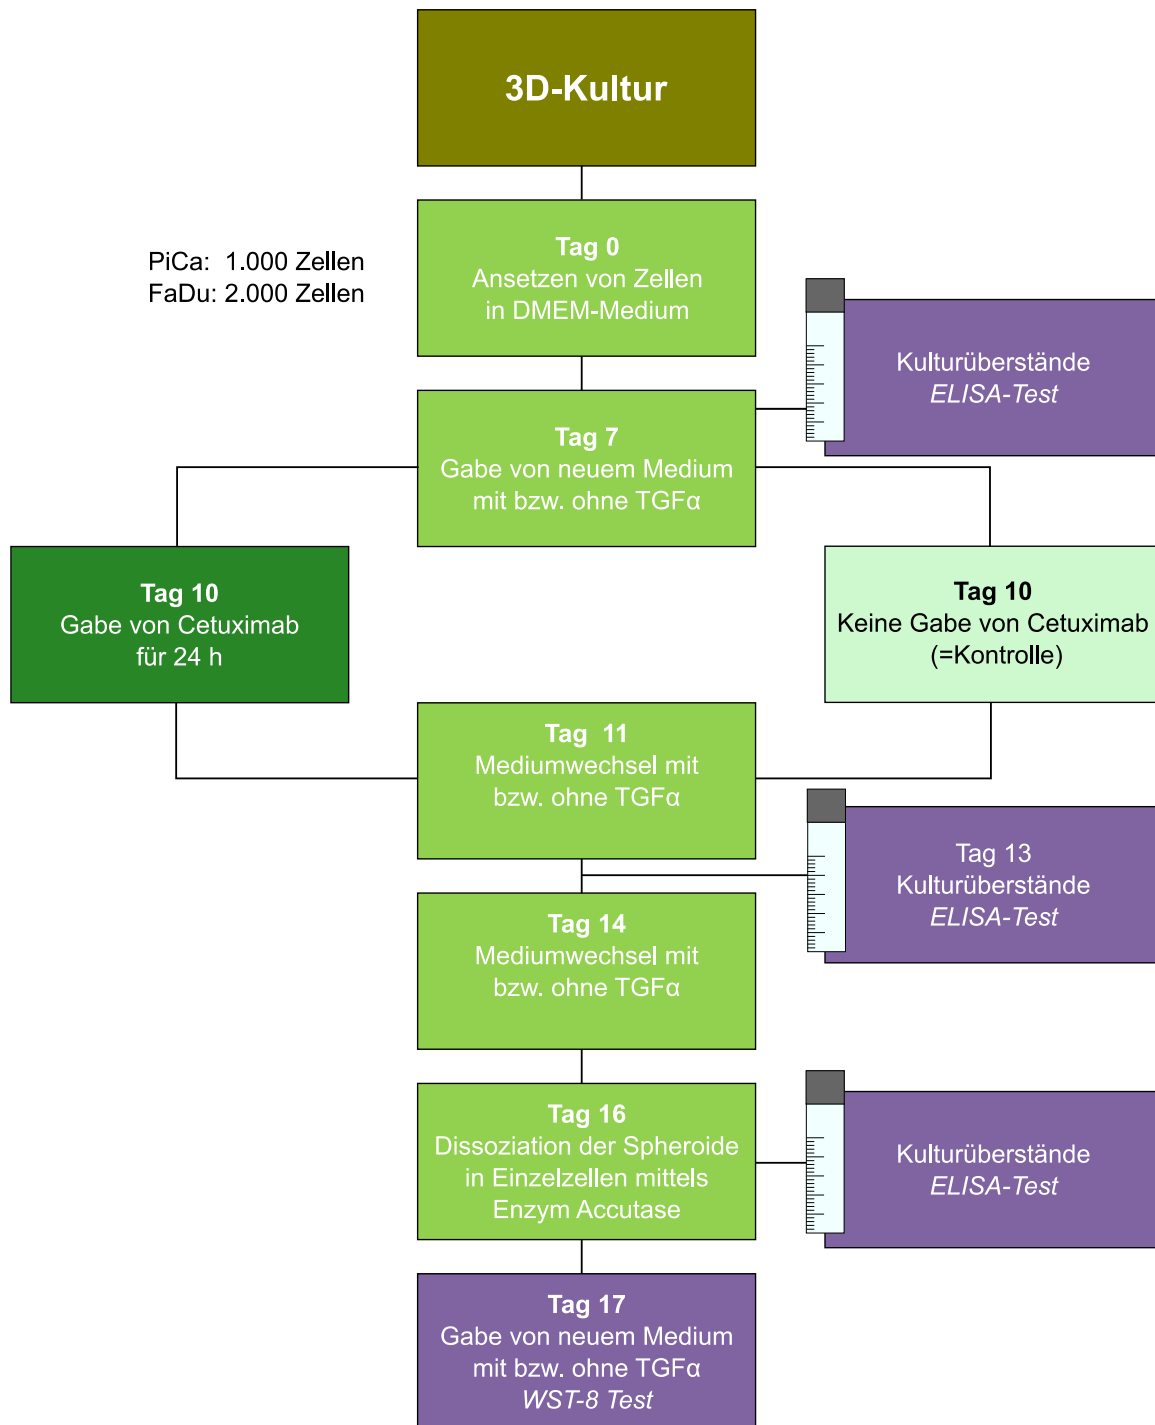 3D-Kultur
Tag 0
Ansetzen von Zellen
in DMEM-Medium
PiCa: 1.000 Zellen
FaDu: 2.000 Zellen
Kulturüberstände
ELISA-Test
Tag 7
Gabe von neuem Medium
mit bzw. ohne TGFα
Tag 10
Gabe von Cetuximab
für 24 h
Tag 10
Keine Gabe von Cetuximab
(=Kontrolle)
Tag 11
Mediumwechsel mit
bzw. ohne TGFα
Tag 13
Kulturüberstände
ELISA-Test
Tag 14
Mediumwechsel mit
bzw. ohne TGFα
Tag 16
Dissoziation der Spheroide
in Einzelzellen mittels
Enzym Accutase
Kulturüberstände
ELISA-Test
Tag 17
Gabe von neuem Medium
mit bzw. ohne TGFα
WST-8 Test